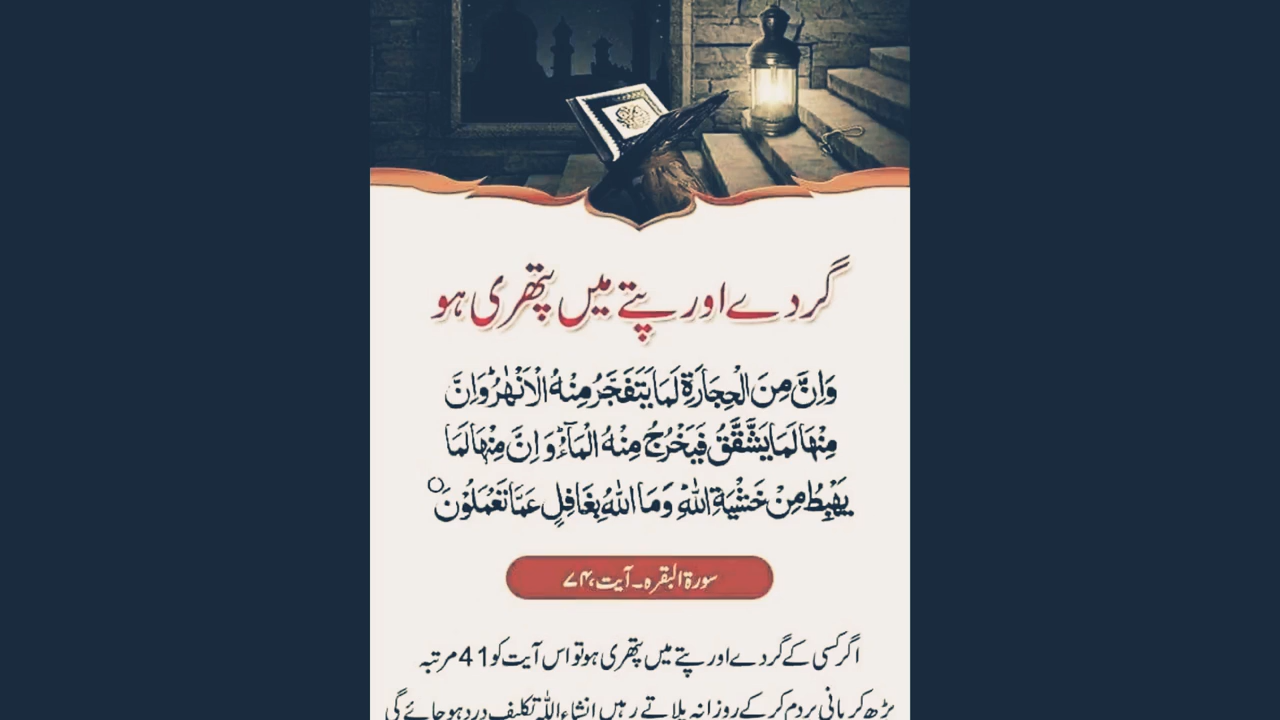 گردے اور پتے میں پتھری ہو
وَاِنَّ مِنَ الْحِجَارَةِ لَمَا يَتَفَجَّرُ مِنْهُ الْاَنْهٰرُ ؕ وَاِنَّ
مِنْهَا لَمَا يَشَّقَّقُ فَيَخْرُجُ مِنْهُ الْمَآءُ ؕ وَ اِنَّ مِنْهَا لَمَا
يَهْبِطُ مِنْ خَشْيَةِ اللّٰهِ ؕ وَمَا اللّٰهُ بِغَافِلٍ عَمَّا تَعْمَلُوْنَ ○
سورۃ البقرہ۔ آیت، ۷۴
اگر کسی کے گردے اور پتے میں پتھری ہو تو اس آیت کو 41 مرتبہ
پڑھ کر پانی پر دم کر کے روزانہ پلاتے رہیں انشاء اللہ تکلیف درد ہو جائے گی